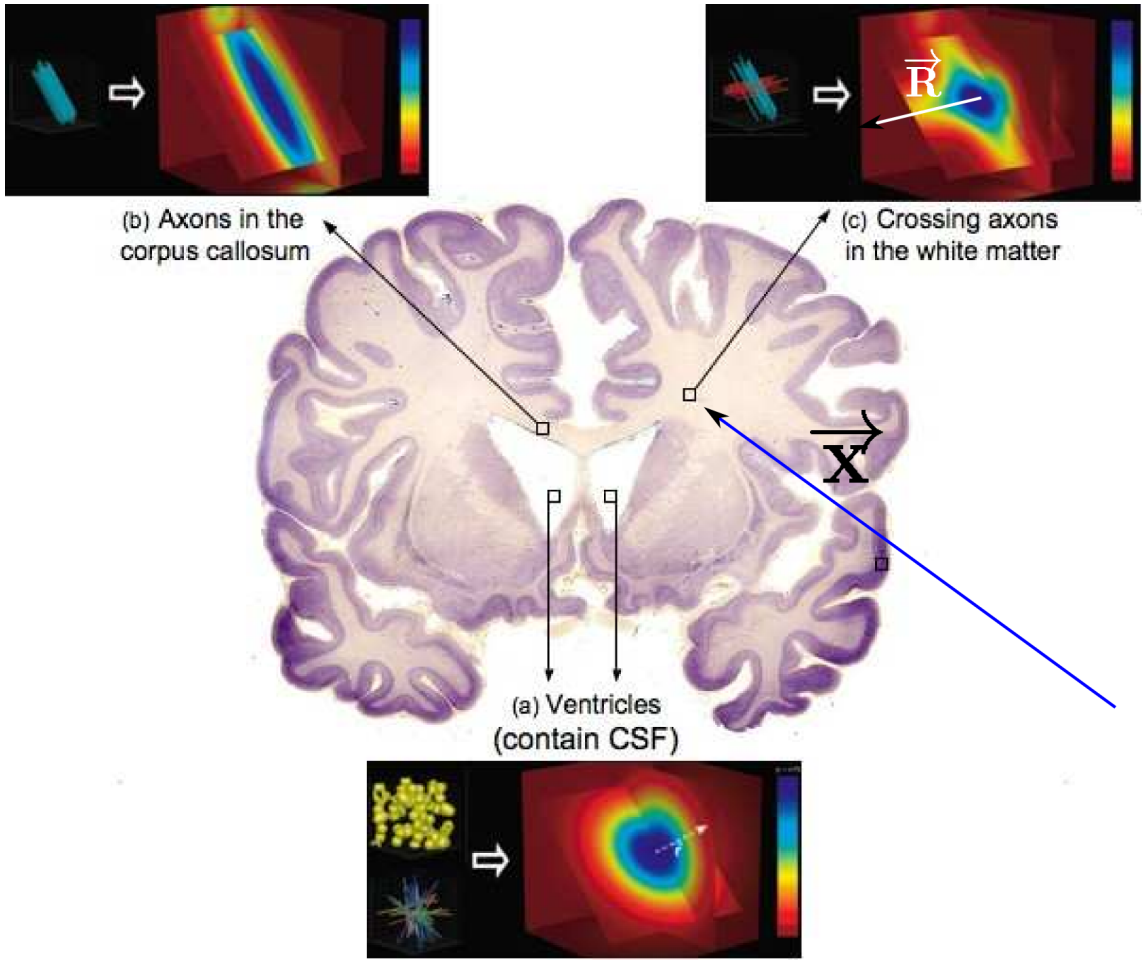 R
(b) Axons in the
corpus callosum
(c) Crossing axons
in the white matter
X
(a) Ventricles
(contain CSF)
r